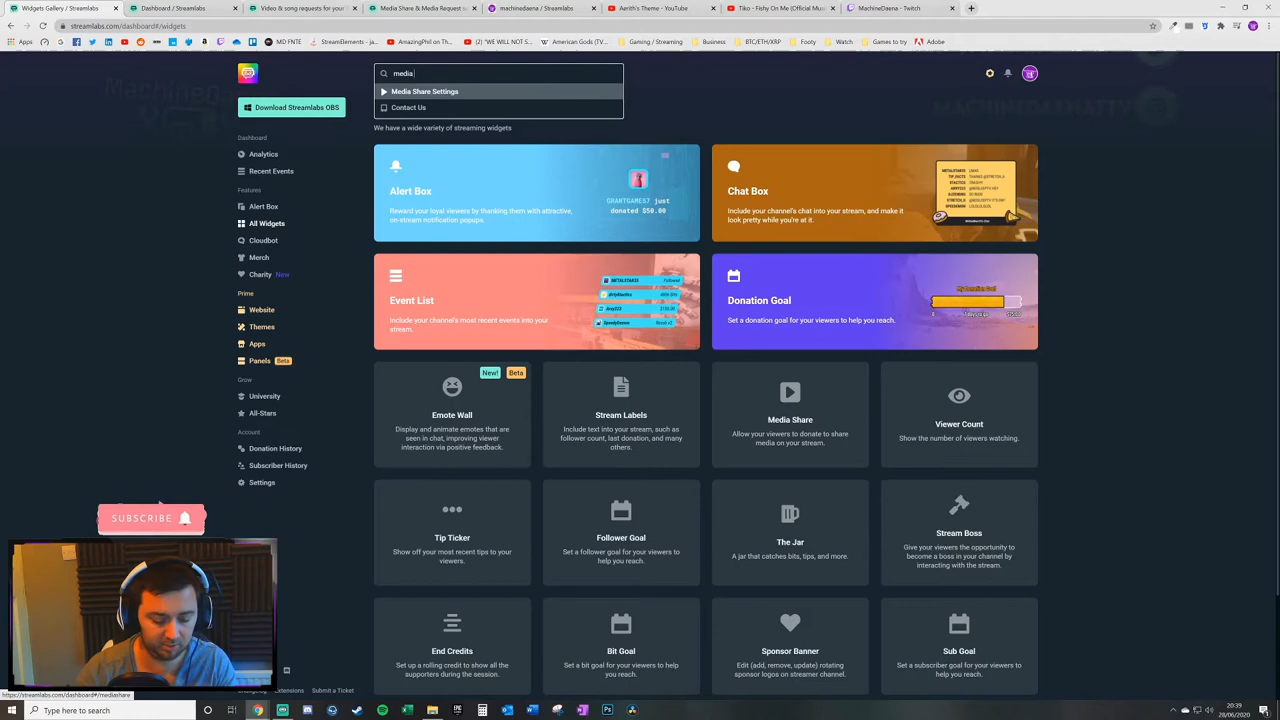 Widgets Gallery / Streamlabs
Dashboard / Streamlabs
Video & song requests for your t
Media Share & Media Request s
machinedaena / Streamlabs
Aerith's Theme - YouTube
Tiko - Fishy On Me (Official Mus
MachineDaena - Twitch
streamlabs.com/dashboard#/widgets
Apps
MD FNTE
StreamElements - ja...
AmazingPhil on The...
(2) "WE WILL NOT S...
American Gods (TV...
Gaming / Streaming
Business
BTC/ETH/XRP
Footy
Watch
Games to try
Adobe
media
Media Share Settings
Contact Us
We have a wide variety of streaming widgets
Download Streamlabs OBS
Dashboard
Analytics
Recent Events
Features
Alert Box
All Widgets
Cloudbot
Merch
Charity New
Prime
Website
Themes
Apps
Panels Beta
Grow
University
All-Stars
Account
Donation History
Subscriber History
Settings
Alert Box
Reward your loyal viewers by thanking them with attractive,
on-stream notification popups.
GRANTGAMES7 just
donated $50.00
Chat Box
Include your channel's chat into your stream, and make it
look pretty while you're at it.
Event List
Include your channel's most recent events into your
stream.
Donation Goal
Set a donation goal for your viewers to help you reach.
My Donation Goal
New!
Beta
Emote Wall
Display and animate emotes that are
seen in chat, improving viewer
interaction via positive feedback.
Stream Labels
Include text into your stream, such as
follower count, last donation, and many
others.
Media Share
Allow your viewers to donate to share
media on your stream.
Viewer Count
Show the number of viewers watching.
Tip Ticker
Show off your most recent tips to your
viewers.
Follower Goal
Set a follower goal for your viewers to
help you reach.
The Jar
A jar that catches bits, tips, and more.
Stream Boss
Give your viewers the opportunity to
become a boss in your channel by
interacting with the stream.
End Credits
Set up a rolling credit to show all the
supporters during the session.
Bit Goal
Set a bit goal for your viewers to help
you reach.
Sponsor Banner
Edit (add, remove, update) rotating
sponsor logos on streamer channel.
Sub Goal
Set a subscriber goal for your viewers to
help you reach.
SUBSCRIBE
Extensions
Submit a Ticket
https://streamlabs.com/dashboard#/mediashare
Type here to search
20:39
28/06/2020